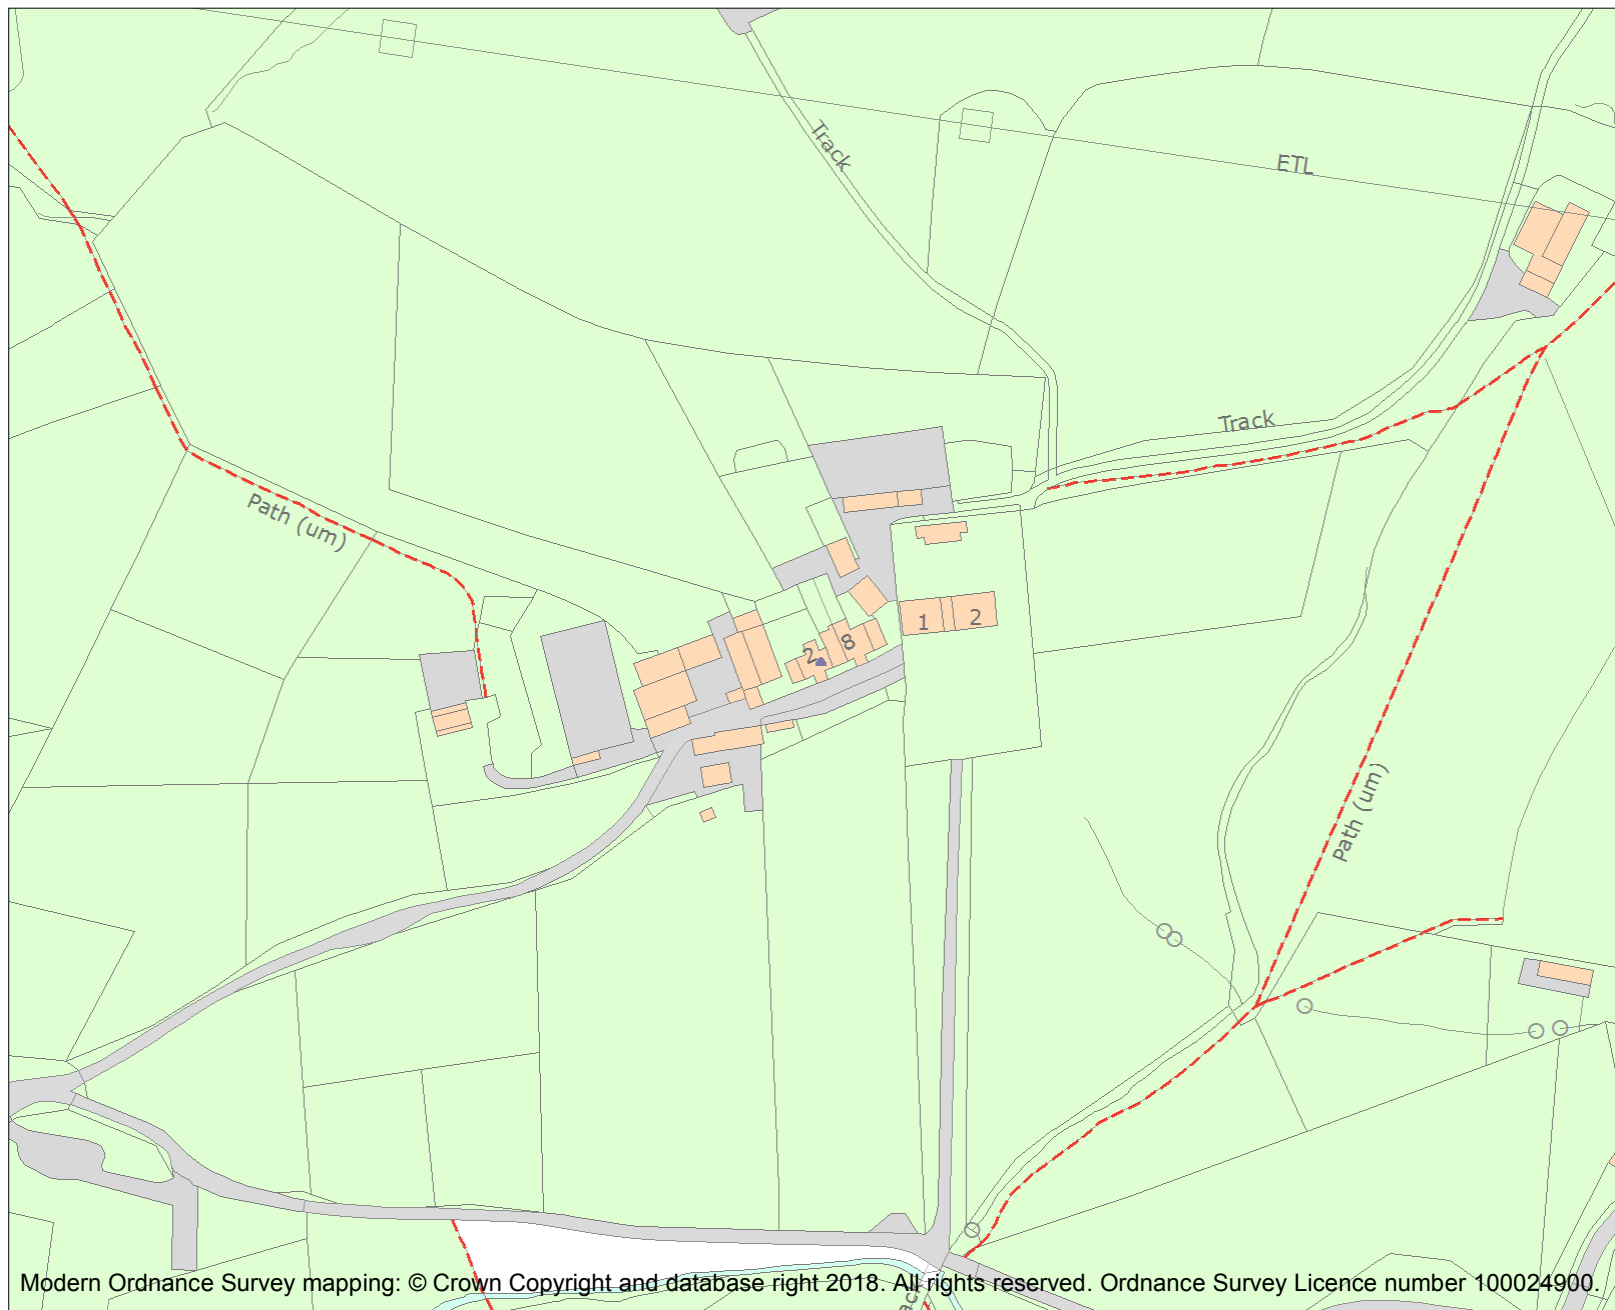 Track
ETL
Track
Path (um)
1
2
2
8
Path (um)
Modern Ordnance Survey mapping: © Crown Copyright and database right 2018. All rights reserved. Ordnance Survey Licence number 100024900.